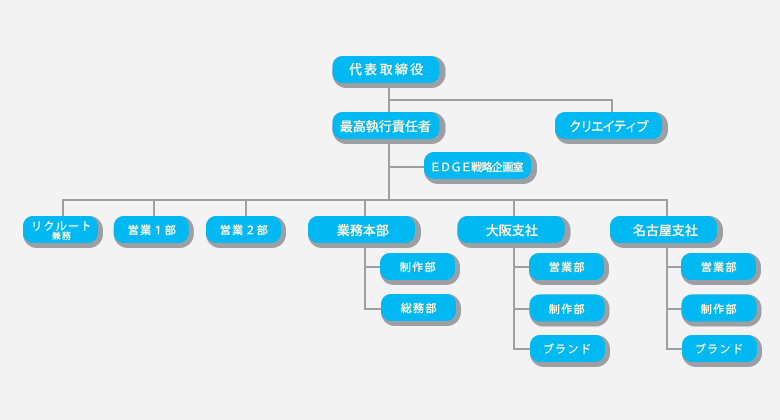 代表取締役
最高執行責任者
クリエイティブ
EDGE戦略企画室
リクルート
兼務
営業1部
営業2部
業務本部
大阪支社
名古屋支社
制作部
営業部
営業部
総務部
制作部
制作部
ブランド
ブランド